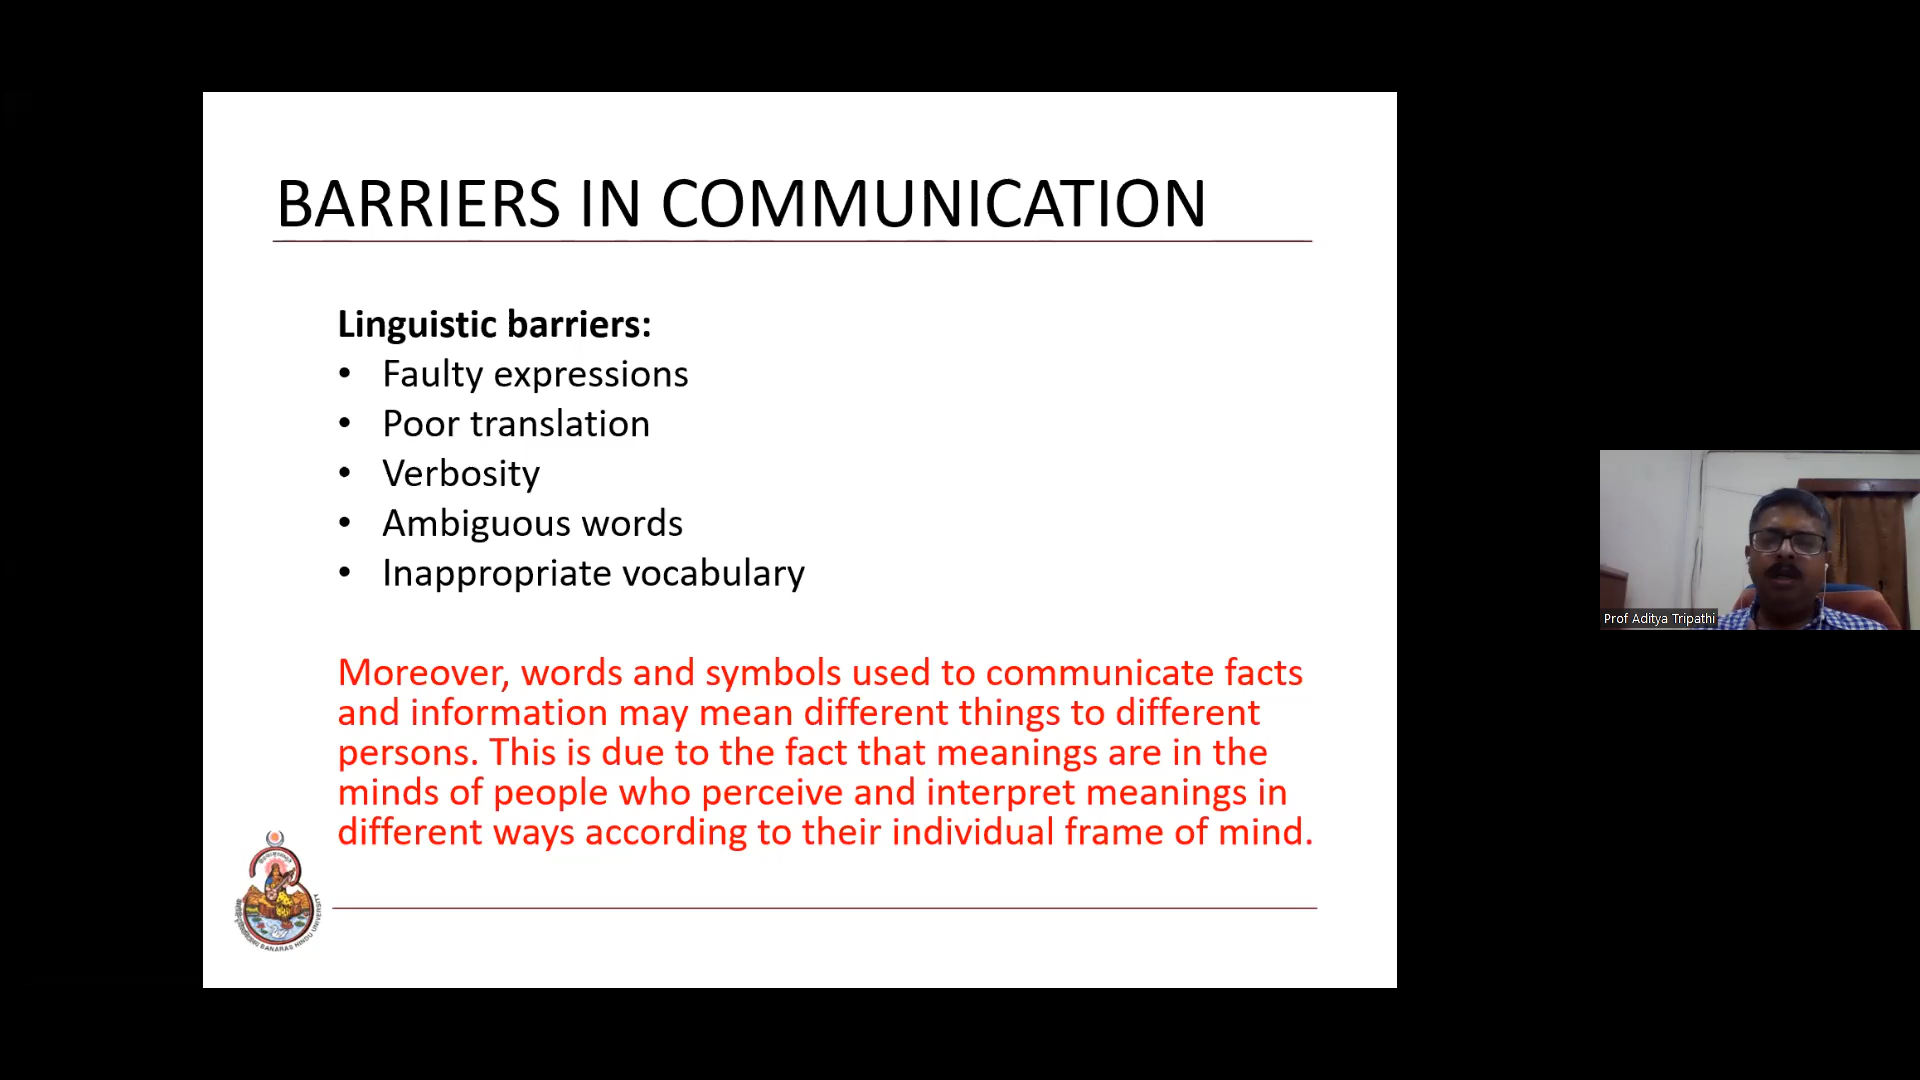 BARRIERS IN COMMUNICATION
Linguistic barriers:
• Faulty expressions
• Poor translation
• Verbosity
• Ambiguous words
• Inappropriate vocabulary
Moreover, words and symbols used to communicate facts
and information may mean different things to different
persons. This is due to the fact that meanings are in the
minds of people who perceive and interpret meanings in
different ways according to their individual frame of mind.
BANARAS HINDU UNIVERSITY
Prof Aditya Tripathi